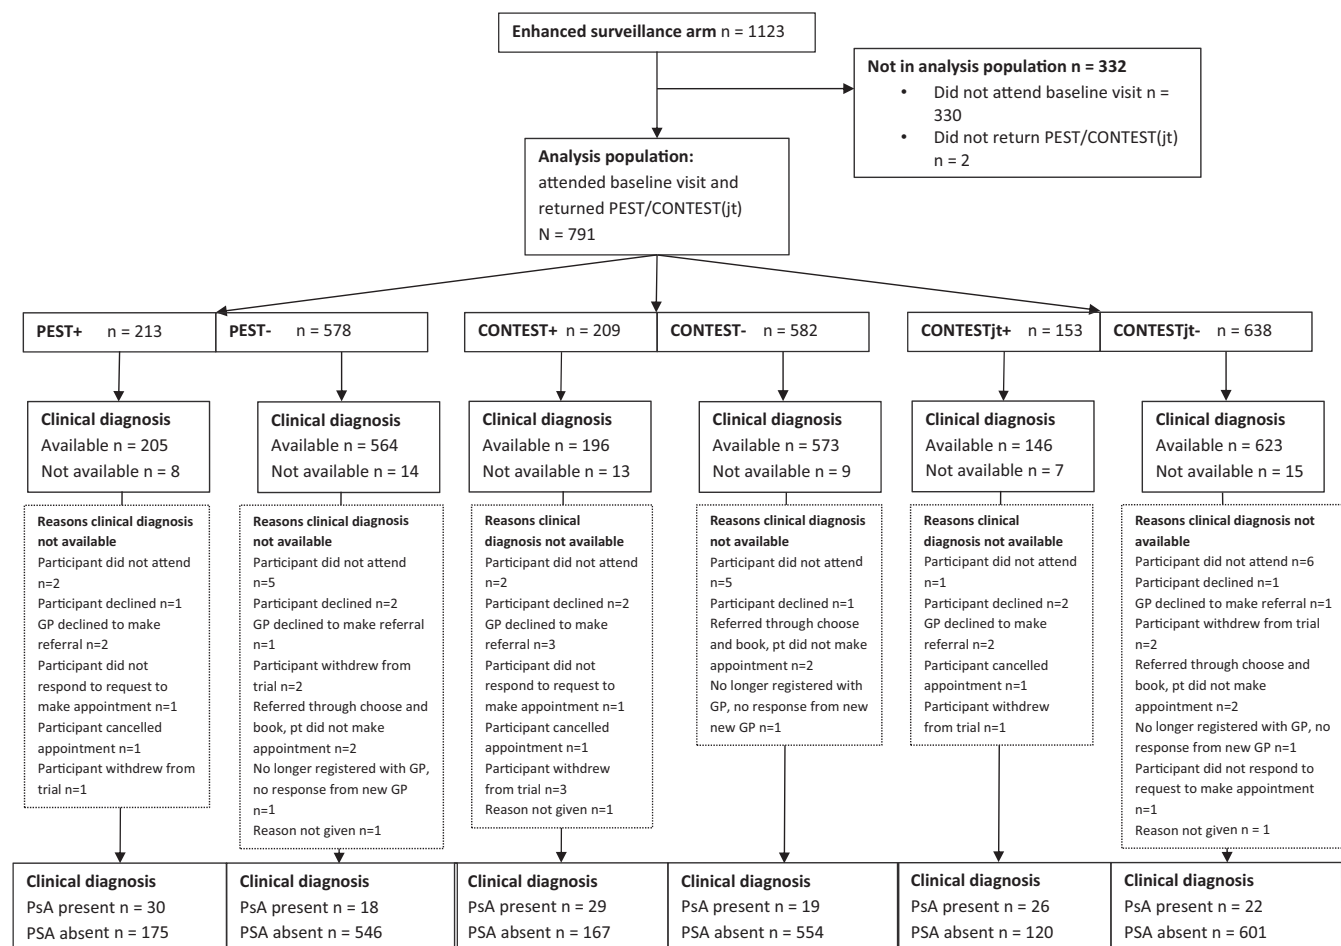 Enhanced surveillance arm n = 1123
Not in analysis population n = 332
• Did not attend baseline visit n =
330
• Did not return PEST/CONTEST(jt)
n = 2
Analysis population:
attended baseline visit and
returned PEST/CONTEST(jt)
N = 791
PEST+ n = 213
PEST- n = 578
CONTEST+ n = 209
CONTEST- n = 582
CONTESTjt+ n = 153
CONTESTjt- n = 638
Clinical diagnosis
Available n = 205
Not available n = 8
Clinical diagnosis
Available n = 564
Not available n = 14
Clinical diagnosis
Available n = 196
Not available n = 13
Clinical diagnosis
Available n = 573
Not available n = 9
Clinical diagnosis
Available n = 146
Not available n = 7
Clinical diagnosis
Available n = 623
Not available n = 15
Reasons clinical diagnosis
not available
Participant did not attend
n=2
Participant declined n=1
GP declined to make
referral n=2
Participant did not
respond to request to
make appointment n=1
Participant cancelled
appointment n=1
Participant withdrew from
trial n=1
Reasons clinical diagnosis
not available
Participant did not attend
n=5
Participant declined n=2
GP declined to make referral
n=1
Participant withdrew from
trial n=2
Referred through choose and
book, pt did not make
appointment n=2
No longer registered with GP,
no response from new GP
n=1
Reason not given n=1
Reasons clinical
diagnosis not available
Participant did not attend
n=2
Participant declined n=2
GP declined to make
referral n=3
Participant did not
respond to request to
make appointment n=1
Participant cancelled
appointment n=1
Participant withdrew
from trial n=3
Reason not given n=1
Reasons clinical diagnosis
not available
Participant did not attend
n=5
Participant declined n=1
Referred through choose
and book, pt did not make
appointment n=2
No longer registered with
GP, no response from new
new GP n=1
Reasons clinical
diagnosis not available
Participant did not attend
n=1
Participant declined n=2
GP declined to make
referral n=2
Participant cancelled
appointment n=1
Participant withdrew
from trial n=1
Reasons clinical diagnosis not
available
Participant did not attend n=6
Participant declined n=1
GP declined to make referral n=1
Participant withdrew from trial
n=2
Referred through choose and
book, pt did not make
appointment n=2
No longer registered with GP, no
response from new GP n=1
Participant did not respond to
request to make appointment
n=1
Reason not given n = 1
Clinical diagnosis
PsA present n = 30
PSA absent n = 175
Clinical diagnosis
PsA present n = 18
PSA absent n = 546
Clinical diagnosis
PsA present n = 29
PSA absent n = 167
Clinical diagnosis
PsA present n = 19
PSA absent n = 554
Clinical diagnosis
PsA present n = 26
PSA absent n = 120
Clinical diagnosis
PsA present n = 22
PSA absent n = 601